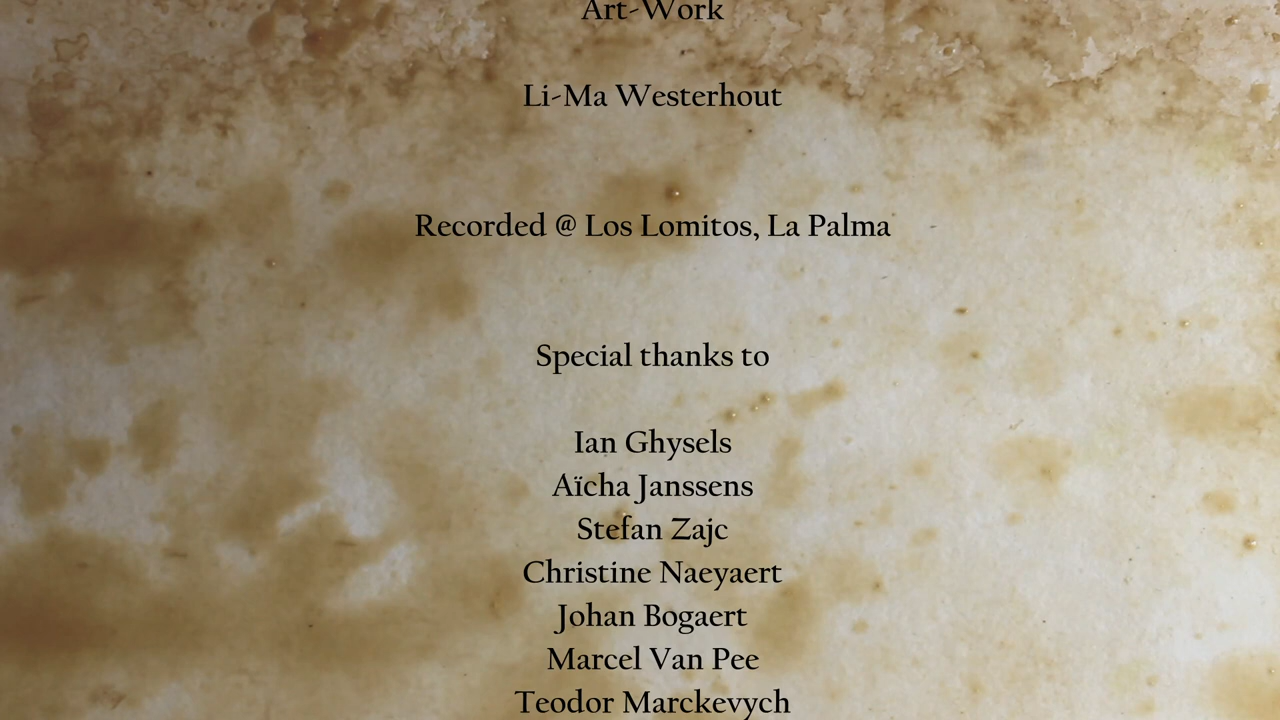 Art-Work
Li-Ma Westerhout
Recorded @ Los Lomitos, La Palma
Special thanks to
Ian Ghysels
Aïcha Janssens
Stefan Zajc
Christine Naeyaert
Johan Bogaert
Marcel Van Pee
Teodor Marckevych